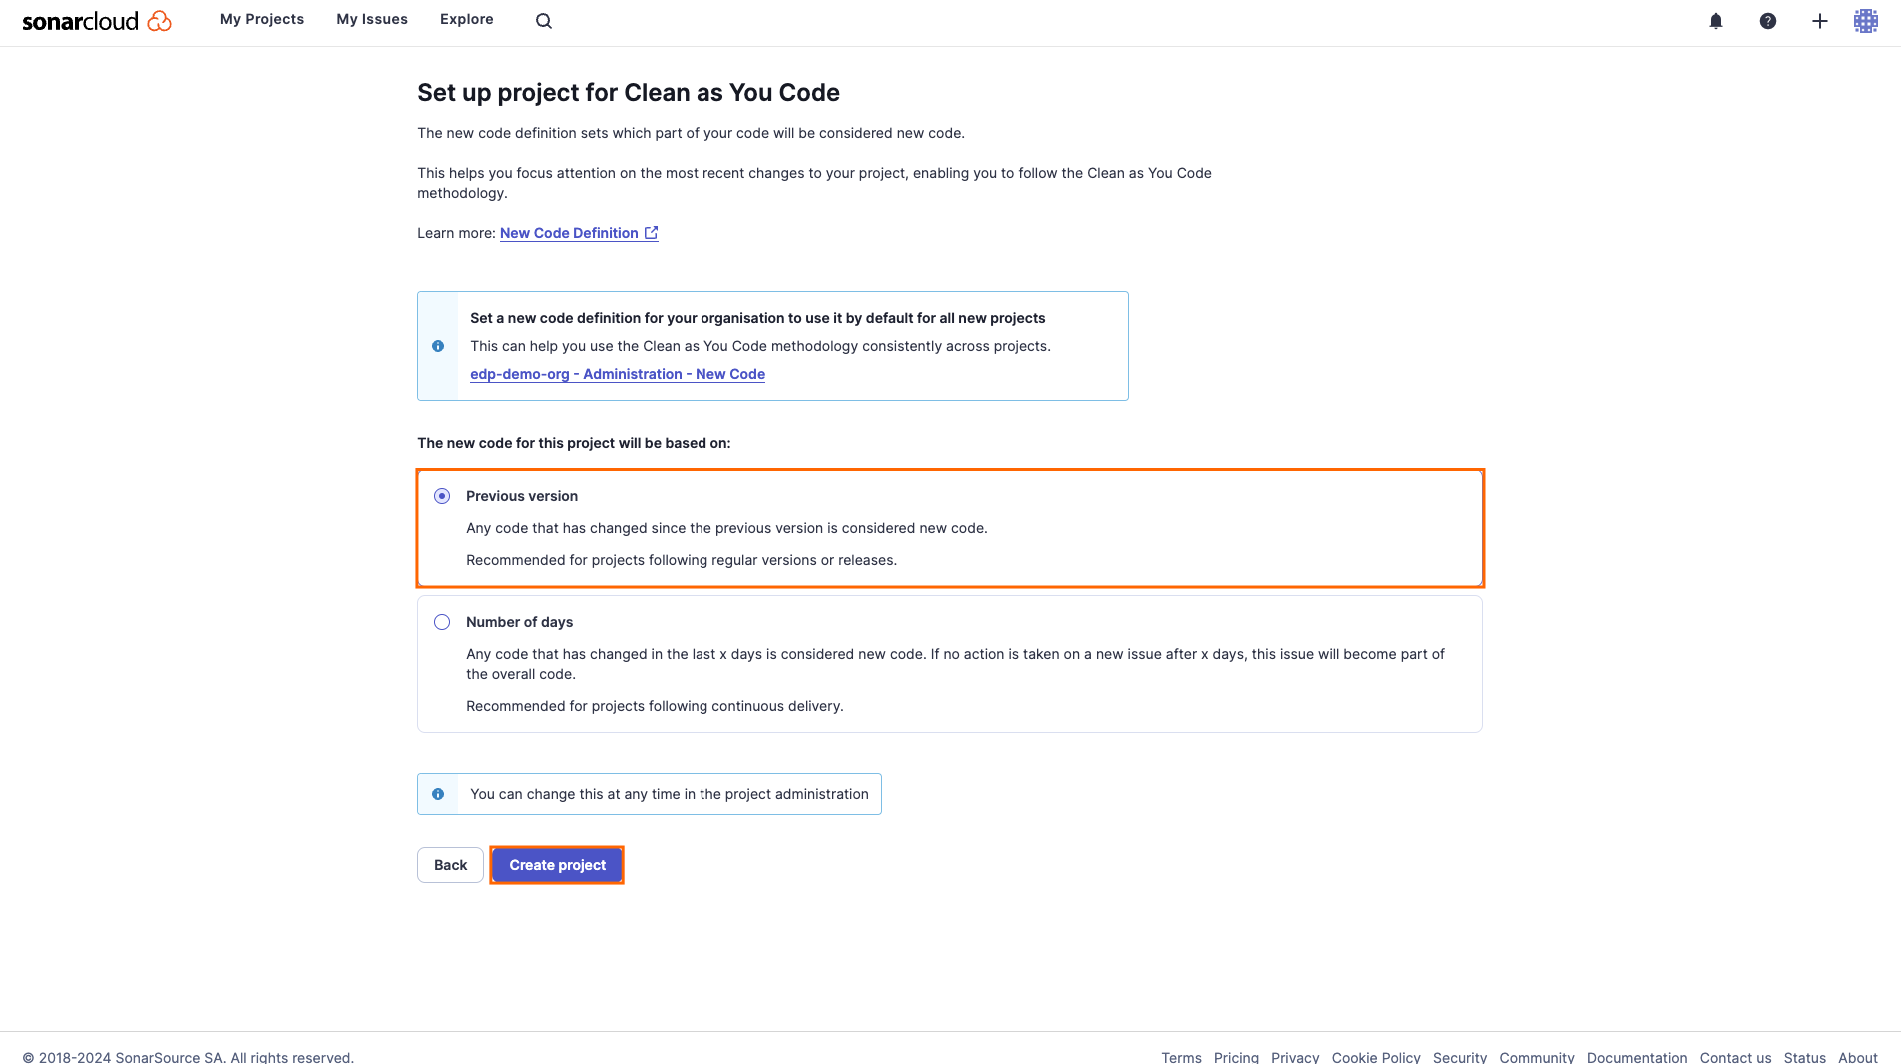 sonarcloud
My Projects
My Issues
Explore
Set up project for Clean as You Code
The new code definition sets which part of your code will be considered new code.
This helps you focus attention on the most recent changes to your project, enabling you to follow the Clean as You Code
methodology.
Learn more: New Code Definition
Set a new code definition for your organisation to use it by default for all new projects
This can help you use the Clean as You Code methodology consistently across projects.
edp-demo-org - Administration - New Code
The new code for this project will be based on:
Previous version
Any code that has changed since the previous version is considered new code.
Recommended for projects following regular versions or releases.
Number of days
Any code that has changed in the last x days is considered new code. If no action is taken on a new issue after x days, this issue will become part of
the overall code.
Recommended for projects following continuous delivery.
You can change this at any time in the project administration
Back
Create project
© 2018-2024 SonarSource SA. All rights reserved.
Terms Pricing Privacy Cookie Policy Security Community Documentation Contact us Status About